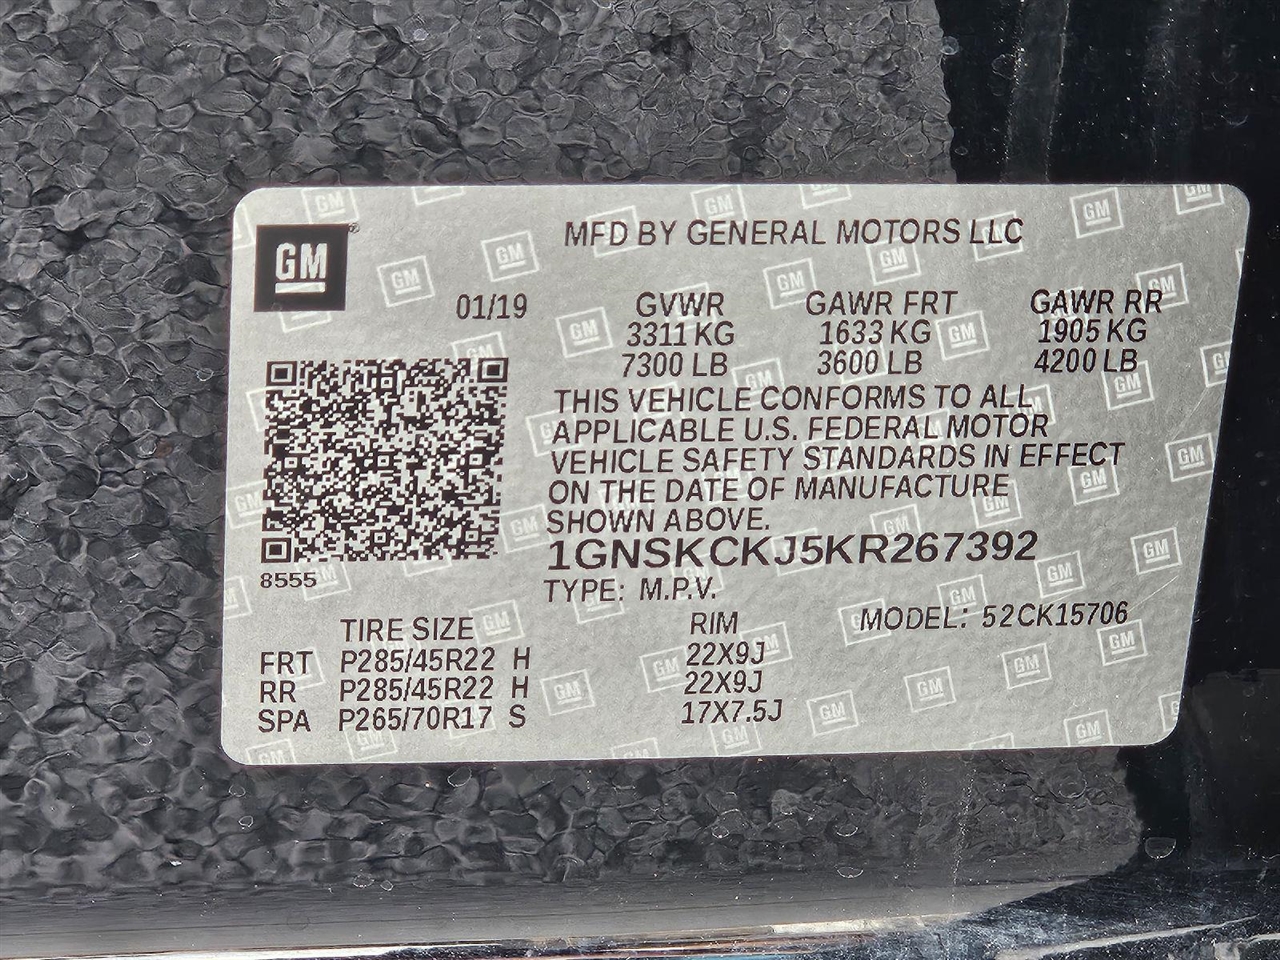 GM
MFD BY GENERAL MOTORS LLC
01/19 GVWR GAWR FRT GAWR RR
3311 KG 1633 KG 1905 KG
7300 LB 3600 LB 4200 LB
THIS VEHICLE CONFORMS TO ALL
APPLICABLE U.S. FEDERAL MOTOR
VEHICLE SAFETY STANDARDS IN EFFECT
ON THE DATE OF MANUFACTURE
SHOWN ABOVE.
1GNSKCKJ5KR267392
8555
TYPE: M.P.V.
MODEL: 52CK15706
TIRE SIZE RIM
FRT P285/45R22 H 22X9J
RR P285/45R22 H 22X9J
SPA P265/70R17 S 17X7.5J